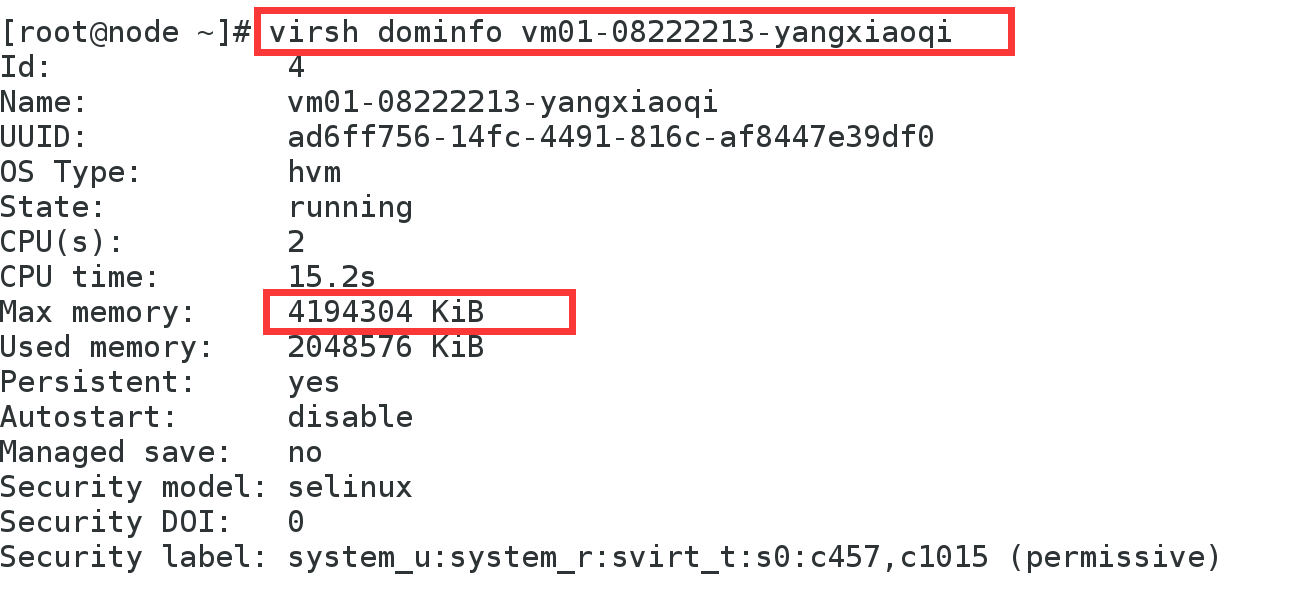 [root@node ~]# virsh dominfo vm01-08222213-yangxiaoqi
Id:             4
Name:           vm01-08222213-yangxiaoqi
UUID:           ad6ff756-14fc-4491-816c-af8447e39df0
OS Type:        hvm
State:          running
CPU(s):         2
CPU time:       15.2s
Max memory:     4194304 KiB
Used memory:    2048576 KiB
Persistent:     yes
Autostart:      disable
Managed save:   no
Security model: selinux
Security DOI:   0
Security label: system_u:system_r:svirt_t:s0:c457,c1015 (permissive)